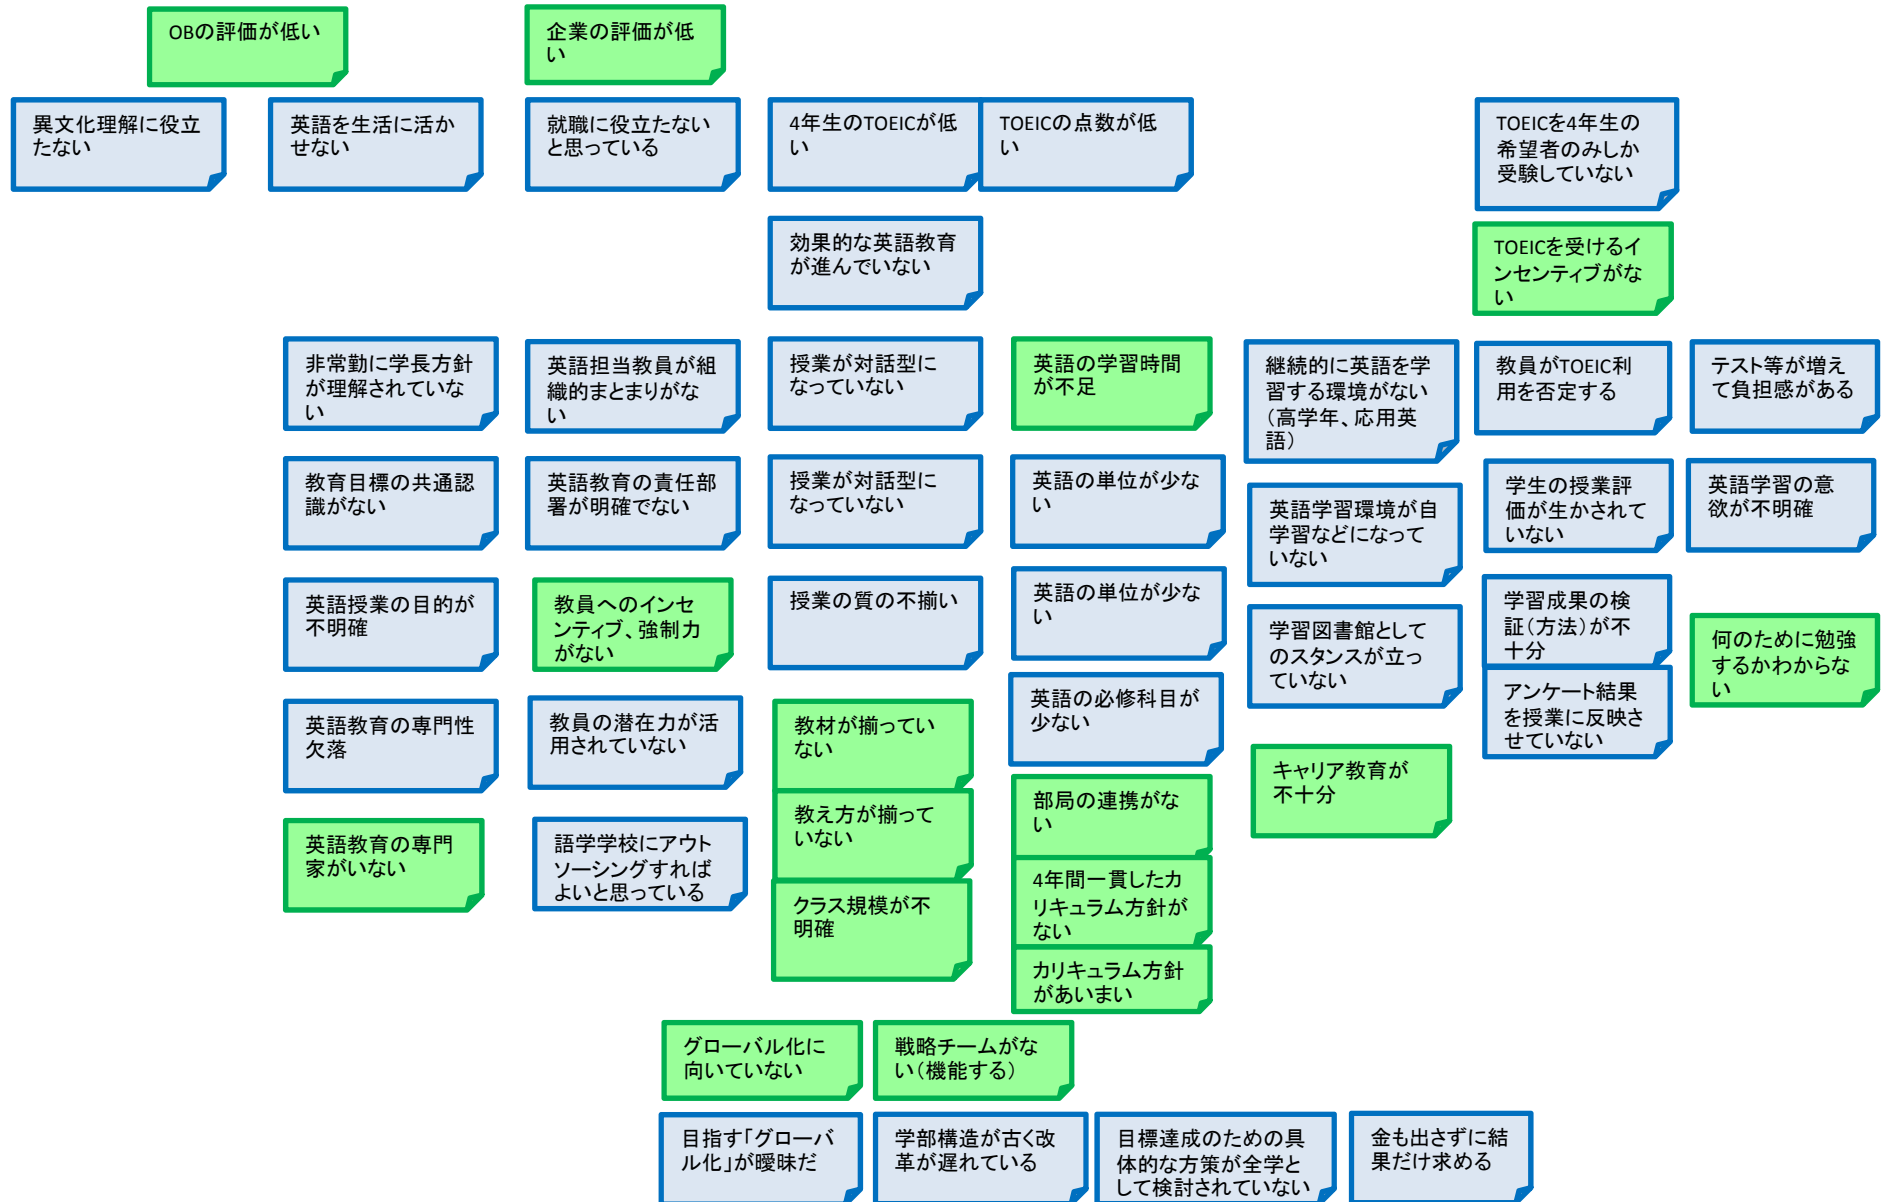 OBの評価が低い
企業の評価が低
い
異文化理解に役立
たない
英語を生活に活か
せない
就職に役立たない
と思っている
4年生のTOEICが低
い
TOEICの点数が低
い
TOEICを4年生の
希望者のみしか
受験していない
効果的な英語教育
が進んでいない
TOEICを受けるイ
ンセンティブがな
い
非常勤に学長方針
が理解されていな
い
英語担当教員が組
織的まとまりがな
い
授業が対話型に
なっていない
英語の学習時間
が不足
継続的に英語を学
習する環境がない
（高学年、応用英
語）
教員がTOEIC利
用を否定する
テスト等が増え
て負担感がある
教育目標の共通認
識がない
英語教育の責任部
署が明確でない
授業が対話型に
なっていない
英語の単位が少な
い
英語学習環境が自
学習などになって
いない
学生の授業評
価が生かされて
いない
英語学習の意
欲が不明確
英語授業の目的が
不明確
教員へのインセ
ンティブ、強制力
がない
授業の質の不揃い
英語の単位が少な
い
学習図書館として
のスタンスが立っ
ていない
学習成果の検
証（方法）が不
十分
何のために勉強
するかわからな
い
英語教育の専門性
欠落
教員の潜在力が活
用されていない
教材が揃ってい
ない
英語の必修科目が
少ない
アンケート結果
を授業に反映さ
せていない
キャリア教育が
不十分
英語教育の専門
家がいない
語学学校にアウト
ソーシングすれば
よいと思っている
教え方が揃って
いない
部局の連携がな
い
クラス規模が不
明確
4年間一貫したカ
リキュラム方針が
ない
カリキュラム方針
があいまい
グローバル化に
向いていない
戦略チームがな
い（機能する）
目指す「グローバ
ル化」が曖昧だ
学部構造が古く改
革が遅れている
目標達成のための具
体的な方策が全学と
して検討されていない
金も出さずに結
果だけ求める